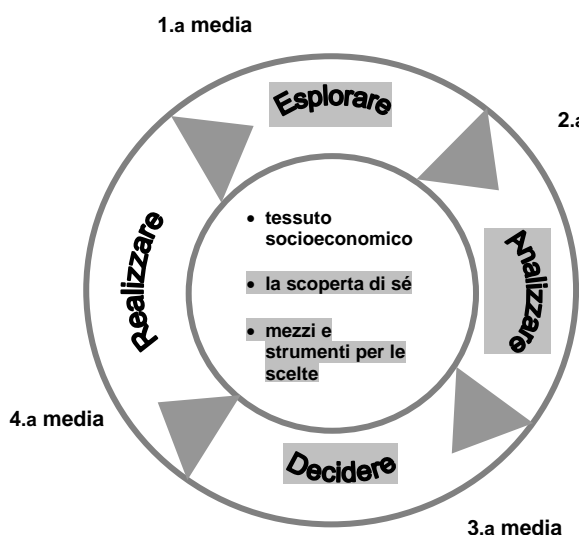 1.a media
Esplorare
2.a
• tessuto
socioeconomico
• la scoperta di sé
• mezzi e
strumenti per le
scelte
Analizzare
Realizzare
4.a media
Decidere
3.a media